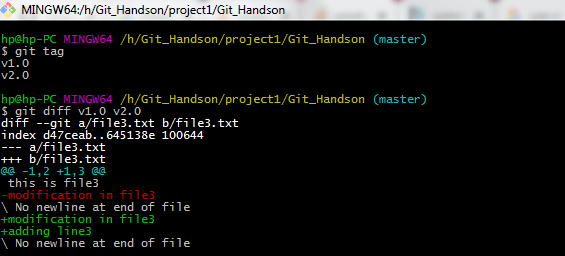 MINGW64:/h/Git_Handson/project1/Git_Handson
hp@hp-PC MINGW64 /h/Git_Handson/project1/Git_Handson (master)
$ git tag
v1.0
v2.0
hp@hp-PC MINGW64 /h/Git_Handson/project1/Git_Handson (master)
$ git diff v1.0 v2.0
diff --git a/file3.txt b/file3.txt
index d47ceab..645138e 100644
--- a/file3.txt
+++ b/file3.txt
@@ -1,2 +1,3 @@
 this is file3
-modification in file3
\ No newline at end of file
+modification in file3
+adding line3
\ No newline at end of file